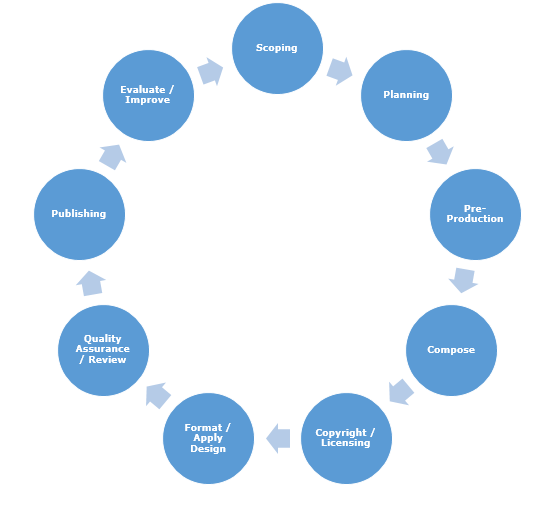 Scoping
Planning
Pre-
Production
Compose
Copyright /
Licensing
Format /
Apply
Design
Quality
Assurance
/ Review
Publishing
Evaluate /
Improve